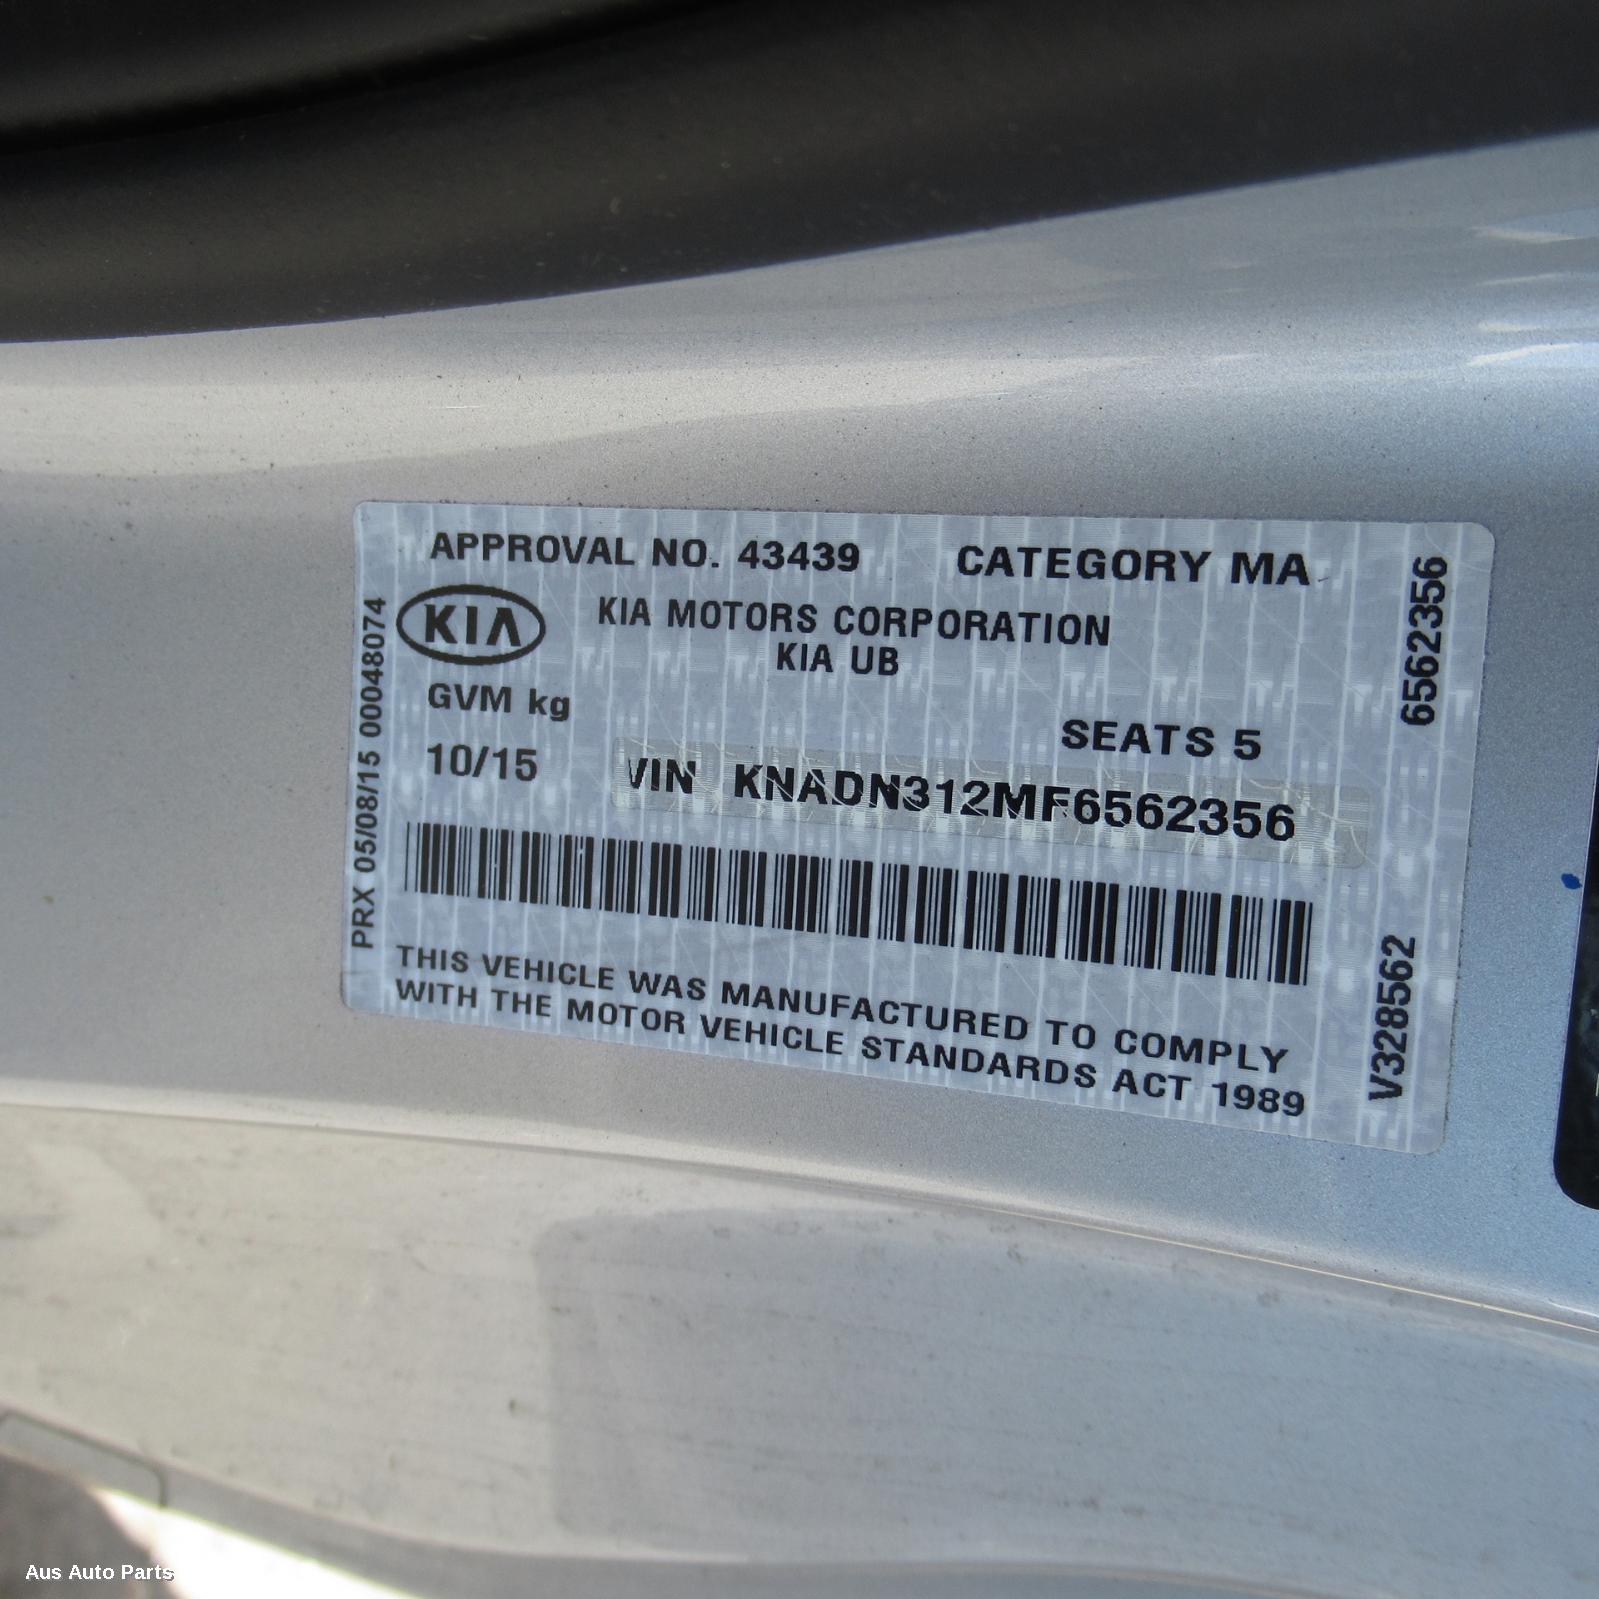 APPROVAL NO. 43439 CATEGORY MA
KIA KIA MOTORS CORPORATION
KIA UB
GVM kg
SEATS 5
10/15 VIN KNADN312MF6562356
THIS VEHICLE WAS MANUFACTURED TO COMPLY
WITH THE MOTOR VEHICLE STANDARDS ACT 1989
PRX 05/08/15 00048074
V328562 6562356
Aus Auto Parts